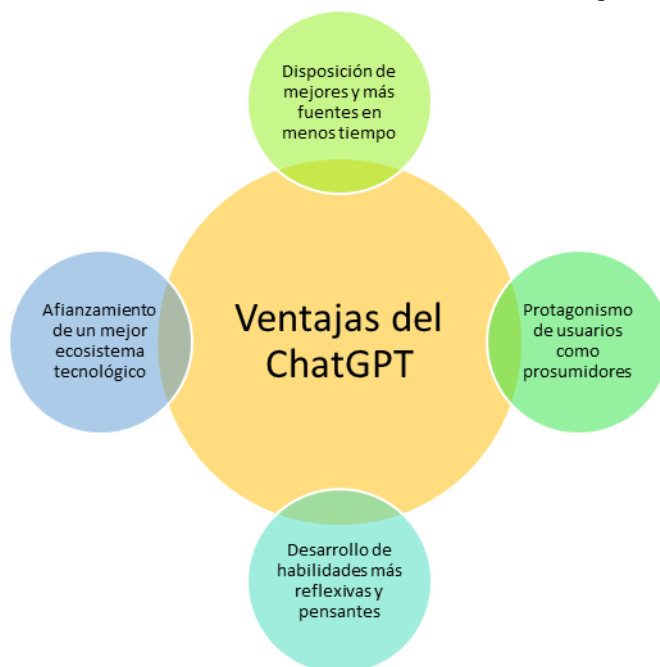 Disposición de
mejores y más
fuentes en
menos tiempo
Afianzamiento
de un mejor
ecosistema
tecnológico
Ventajas del
ChatGPT
Protagonismo
de usuarios
como
prosumidores
Desarrollo de
habilidades más
reflexivas y
pensantes